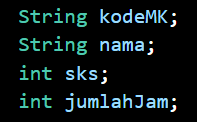 String kodeMK;
String nama;
int sks;
int jumlahJam;